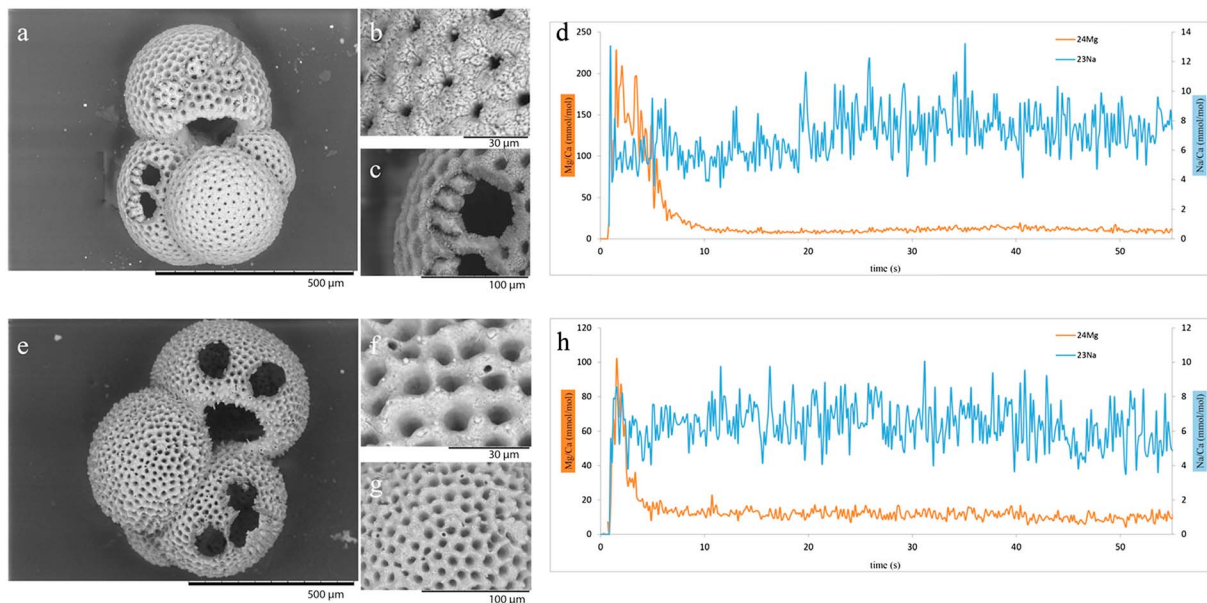 a
500 µm
b
30 µm
c
100 µm
d
24Mg
23Na
250
200
150
100
50
0
Mg/Ca (mmol/mol)
14
12
10
8
6
4
2
0
Na/Ca (mmol/mol)
0 10 20 30 40 50
time (s)
e
500 µm
f
30 µm
g
100 µm
h
24Mg
23Na
120
100
80
60
40
20
0
Mg/Ca (mmol/mol)
12
10
8
6
4
2
0
Na/Ca (mmol/mol)
0 10 20 30 40 50
time (s)